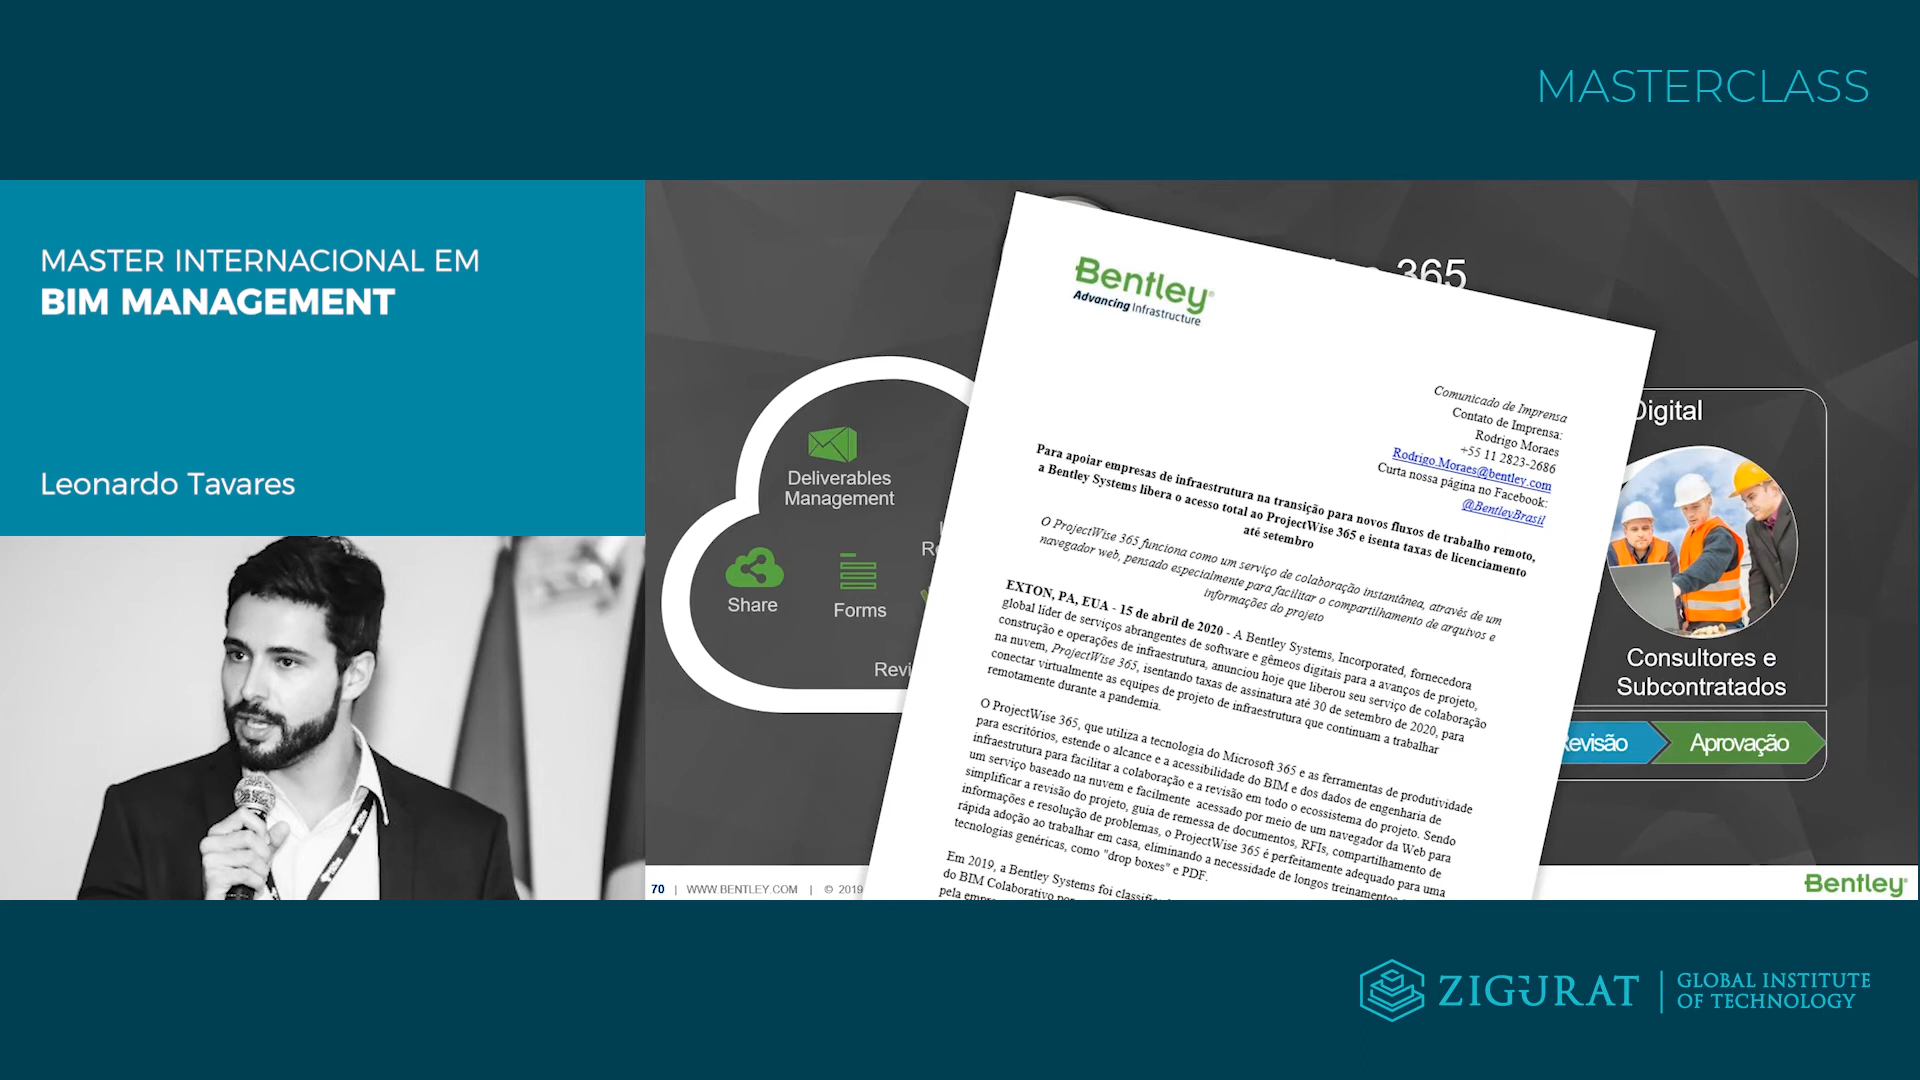 MASTERCLASS
MASTER INTERNACIONAL EM
BIM MANAGEMENT
Leonardo Tavares
365
Deliverables
Management
Share
Forms
Revi
Bentley®
Advancing Infrastructure
Comunicado de Imprensa
Contato de Imprensa:
Rodrigo Moraes
+55 11 2823-2686
Rodrigo.Moraes@bentley.com
Curta nossa página no Facebook:
@BentleyBrasil
Para apoiar empresas de infraestrutura na transição para novos fluxos de trabalho remoto,
a Bentley Systems libera o acesso total ao ProjectWise 365 e isenta taxas de licenciamento
até setembro
O ProjectWise 365 funciona como um serviço de colaboração instantânea, através de um
navegador web, pensado especialmente para facilitar o compartilhamento de arquivos e
informações do projeto
EXTON, PA, EUA - 15 de abril de 2020 - A Bentley Systems, Incorporated, fornecedora
global líder de serviços abrangentes de software e gêmeos digitais para a avanços de projeto,
construção e operações de infraestrutura, anunciou hoje que liberou seu serviço de colaboração
na nuvem, ProjectWise 365, isentando taxas de assinatura até 30 de setembro de 2020, para
conectar virtualmente as equipes de projeto de infraestrutura que continuam a trabalhar
remotamente durante a pandemia.
O ProjectWise 365, que utiliza a tecnologia do Microsoft 365 e as ferramentas de produtividade
para escritórios, estende o alcance e a acessibilidade do BIM e dos dados de engenharia de
infraestrutura para facilitar a colaboração e a revisão em todo o ecossistema do projeto. Sendo
um serviço baseado na nuvem e facilmente acessado por meio de um navegador da Web para
simplificar a revisão do projeto, guia de remessa de documentos, RFIs, compartilhamento de
informações e resolução de problemas, o ProjectWise 365 é perfeitamente adequado para uma
rápida adoção ao trabalhar em casa, eliminando a necessidade de longos treinamentos
tecnologias genéricas, como "drop boxes" e PDF.
Em 2019, a Bentley Systems foi classific
do BIM Colaborativo por
pela empre
Digital
Consultores e
Subcontratados
Revisão
Aprovação
70 | WWW.BENTLEY.COM | © 2019
Bentley®
ZIGURAT | GLOBAL INSTITUTE
OF TECHNOLOGY